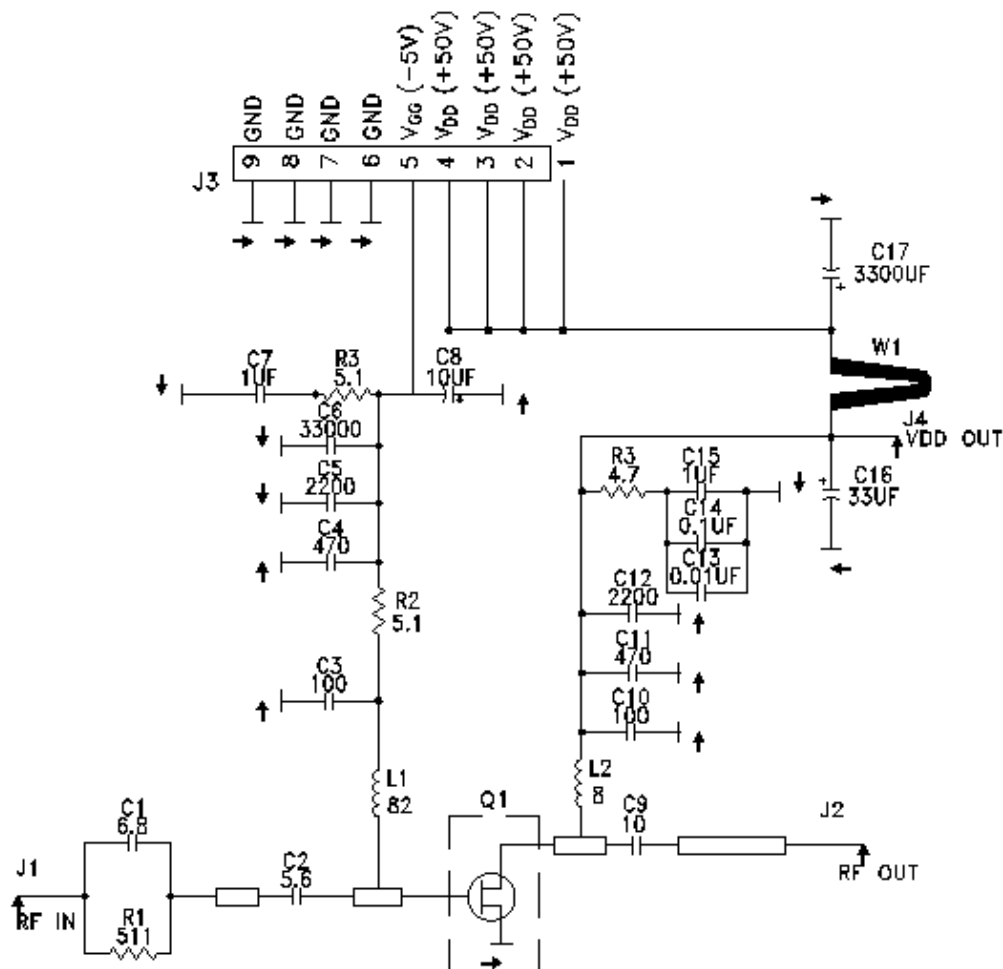 GND
GND
GND
GND
VGG (-5V)
VDD (+50V)
VDD (+50V)
VDD (+50V)
VDD (+50V)
9 8 7 6 5 4 3 2 1
J3
C17
3300UF
W1
J4
VDD OUT
C7
1UF
R3
5.1
C8
10UF
C6
33000
C5
2200
C4
470
R2
5.1
C3
100
L1
82
R3
4.7
C15
1UF
C14
0.1UF
C13
0.01UF
C16
33UF
C12
2200
C11
470
C10
100
L2
8
Q1
C9
10
J2
RF OUT
C1
6.8
J1
RF IN
R1
511
C2
5.6